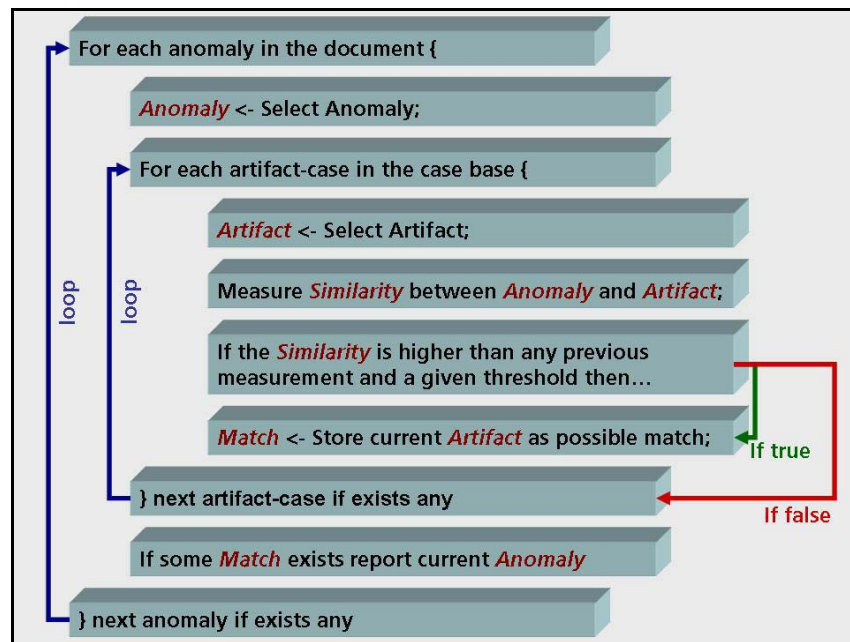 For each anomaly in the document {
Anomaly <- Select Anomaly;
For each artifact-case in the case base {
Artifact <- Select Artifact;
Measure Similarity between Anomaly and Artifact;
If the Similarity is higher than any previous
measurement and a given threshold then…
Match <- Store current Artifact as possible match;
If true
} next artifact-case if exists any
If false
If some Match exists report current Anomaly
} next anomaly if exists any
loop
loop